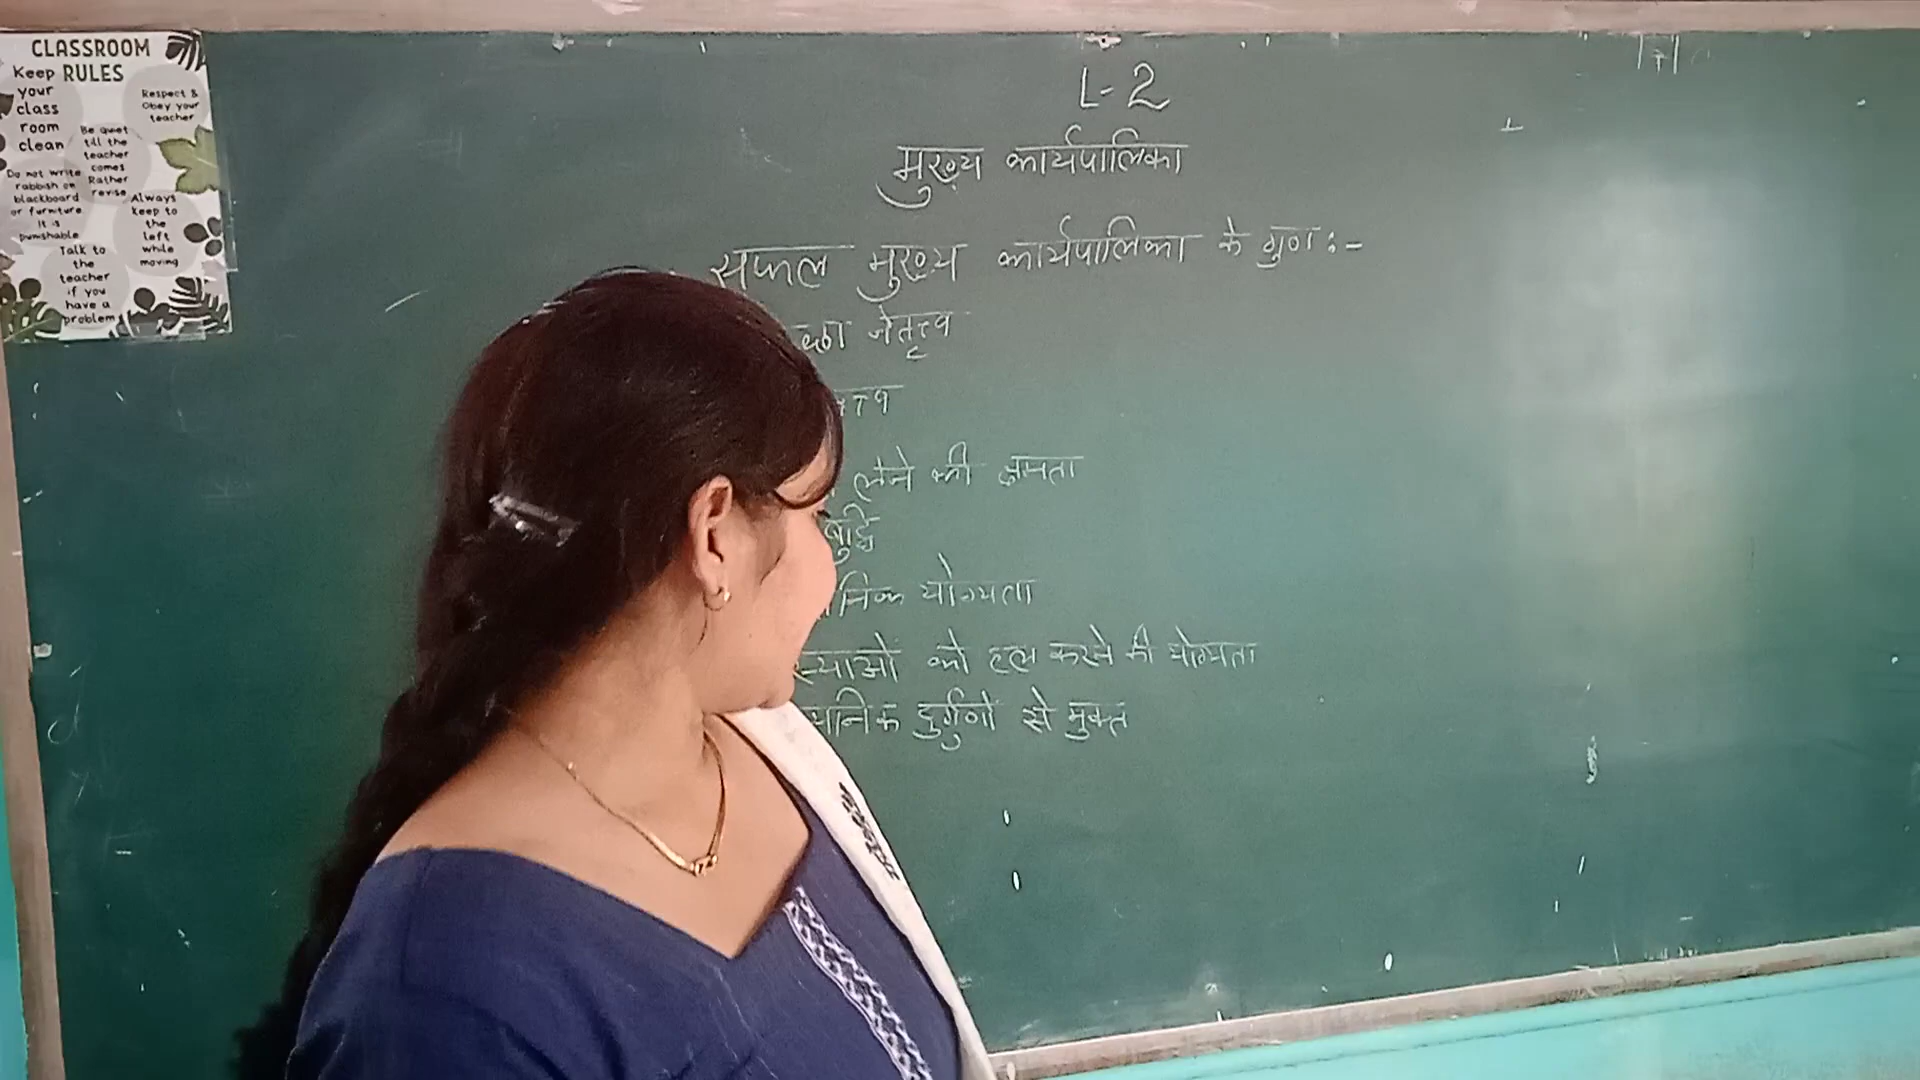 CLASSROOM
RULES
Keep
your
class
room
clean
Respect &
Obey your
teacher
Be quiet
till the
teacher
comes
Rather
revise
Do not write
rabbish on
blackboard
or furniture
It is
punishable
Always
keep to
the
left
while
moving
Talk to
the
teacher
if you
have a
problem
L-2
मुख्य कार्यपालिका
सफल मुख्य कार्यपालिका के गुण :-
नेतृत्व
लेने की क्षमता
बुद्धि
योग्यता
को हल करने की योग्यता
दुर्गुणों से मुक्त